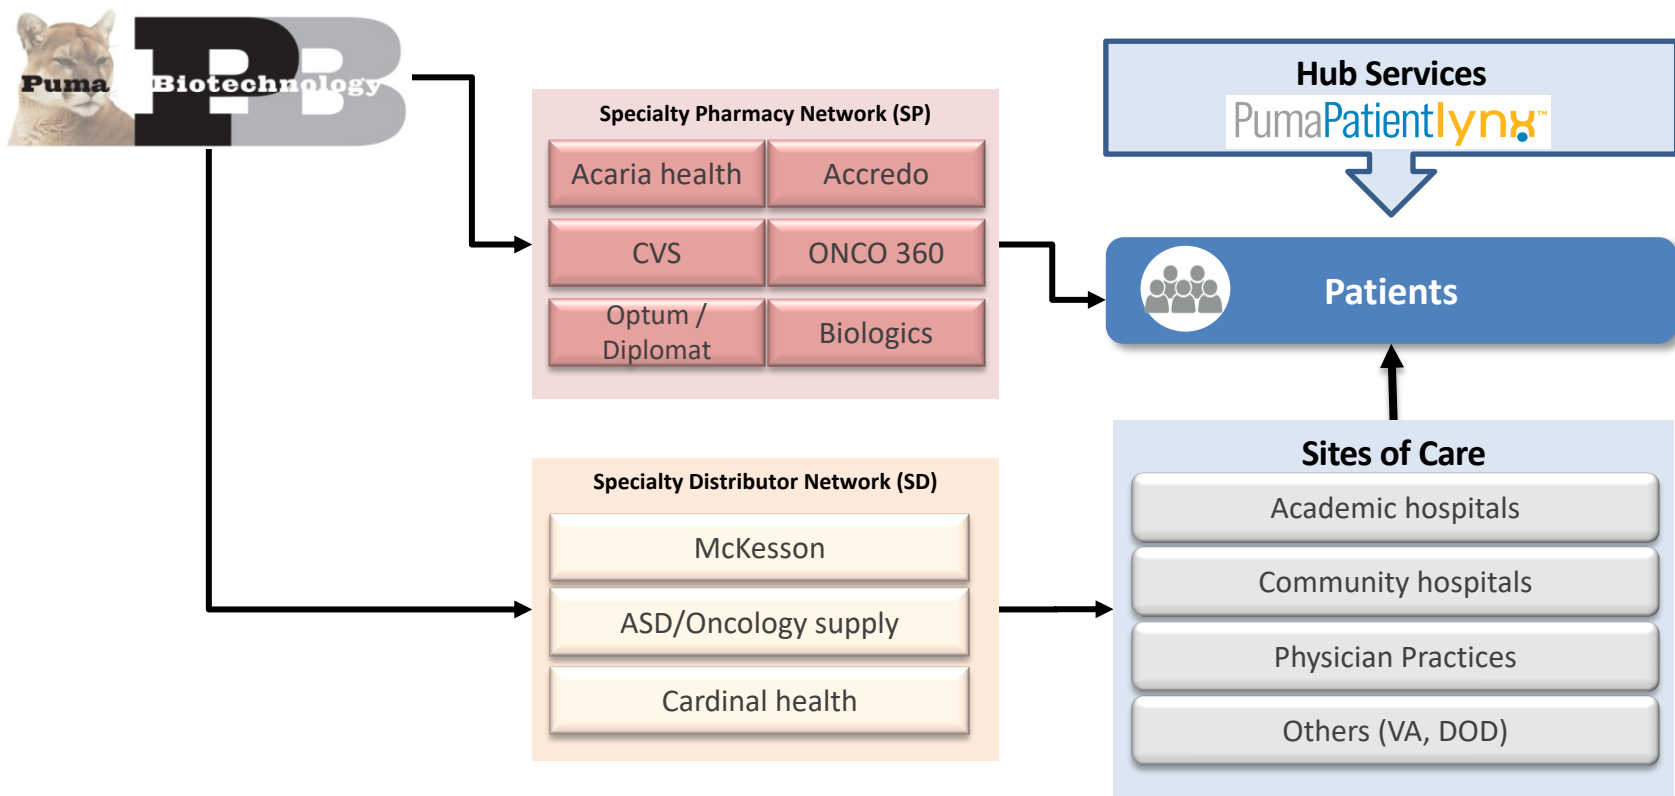 Puma Biotechnology
PB
Specialty Pharmacy Network (SP)
Acaria health
Accredo
CVS
ONCO 360
Optum /
Diplomat
Biologics
Specialty Distributor Network (SD)
McKesson
ASD/Oncology supply
Cardinal health
Hub Services
PumaPatientlynx™
Patients
Sites of Care
Academic hospitals
Community hospitals
Physician Practices
Others (VA, DOD)